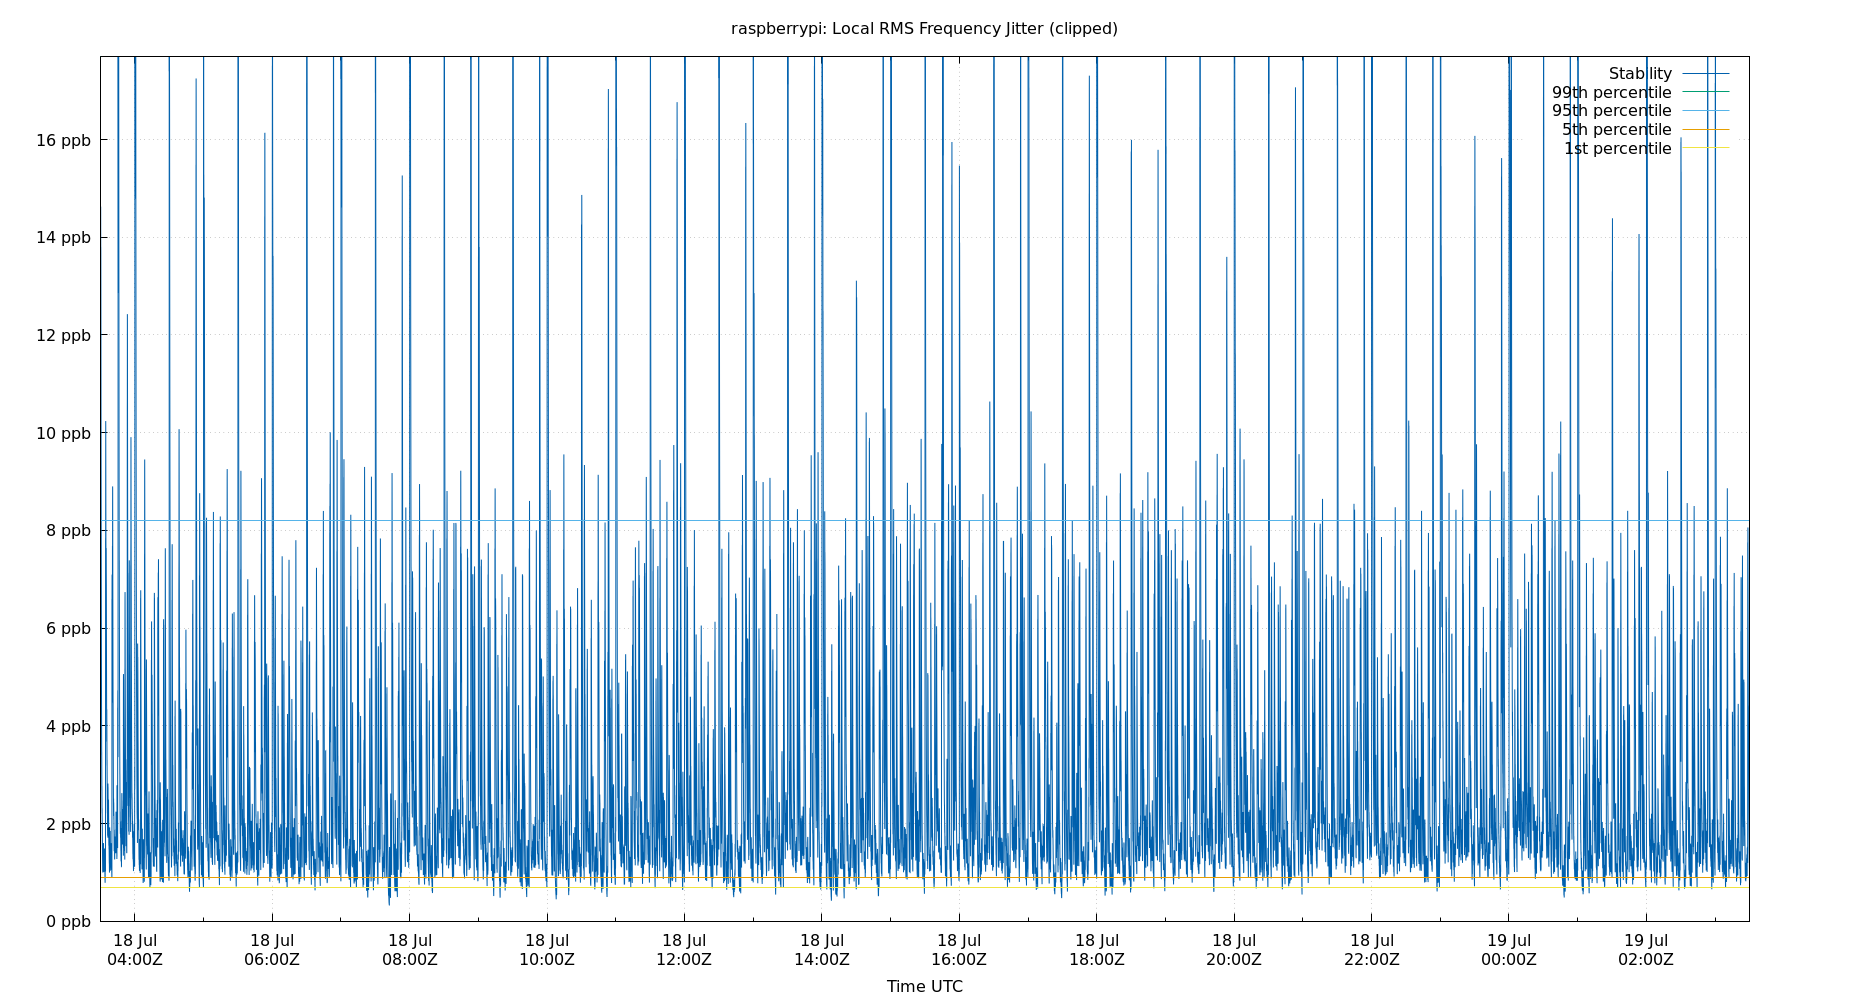 raspberrypi: Local RMS Frequency Jitter (clipped)
Stability
99th percentile
95th percentile
5th percentile
1st percentile
16 ppb
14 ppb
12 ppb
10 ppb
8 ppb
6 ppb
4 ppb
2 ppb
0 ppb
18 Jul 18 Jul 18 Jul 18 Jul 18 Jul 18 Jul 18 Jul 18 Jul 18 Jul 18 Jul 19 Jul 19 Jul
04:00Z 06:00Z 08:00Z 10:00Z 12:00Z 14:00Z 16:00Z 18:00Z 20:00Z 22:00Z 00:00Z 02:00Z
Time UTC